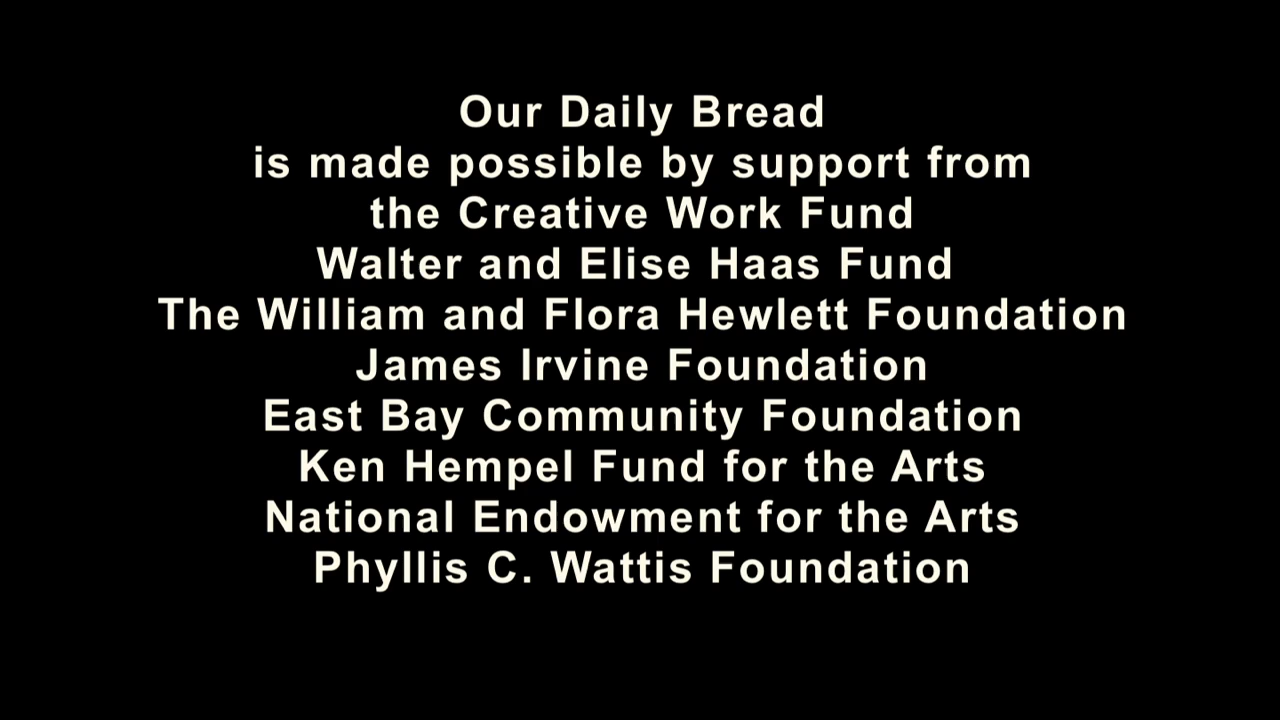 Our Daily Bread
is made possible by support from
the Creative Work Fund
Walter and Elise Haas Fund
The William and Flora Hewlett Foundation
James Irvine Foundation
East Bay Community Foundation
Ken Hempel Fund for the Arts
National Endowment for the Arts
Phyllis C. Wattis Foundation